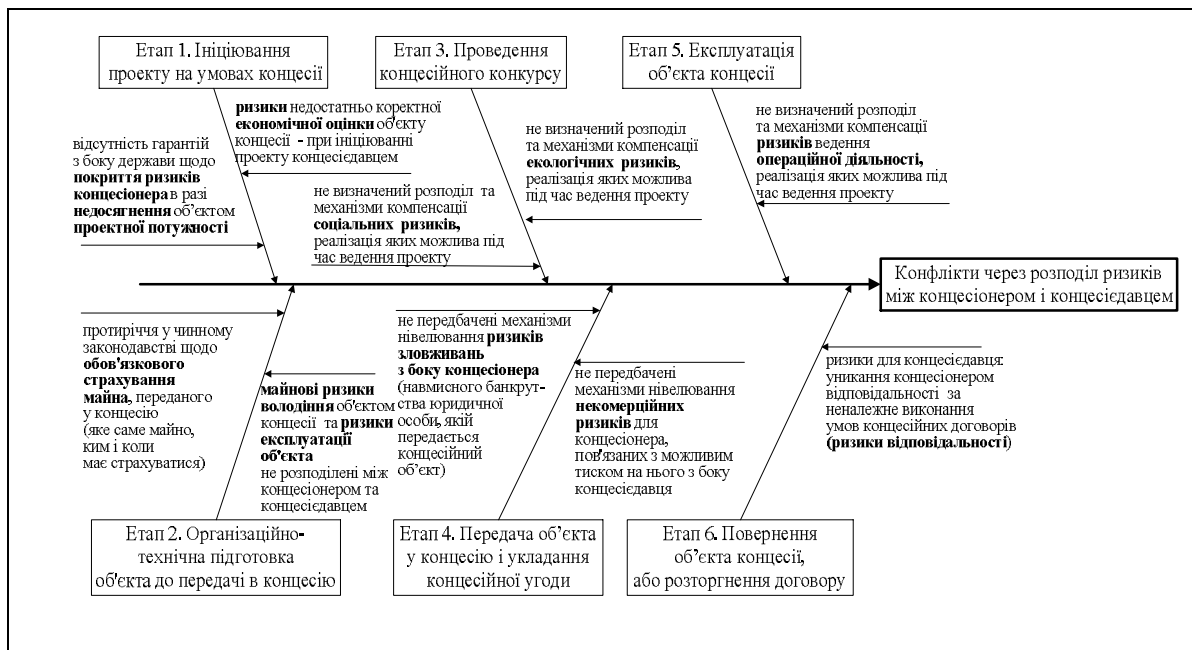 Етап 1. Ініціювання
проекту на умовах концесії
Етап 3. Проведення
концесійного конкурсу
Етап 5. Експлуатація
об’єкта концесії
відсутність гарантій
з боку держави щодо
покриття ризиків
концесіонера в разі
недосягнення об’єктом
проектної потужності
ризики недостатньо коректної
економічної оцінки об’єкту
концесії - при ініціюванні
проекту концесієдавцем
не визначений розподіл та
механізми компенсації
соціальних ризиків,
реалізація яких можлива під
час ведення проекту
не визначений розподіл
та механізми компенсації
екологічних ризиків,
реалізація яких можлива
під час ведення проекту
не визначений розподіл
та механізми компенсації
ризиків ведення
операційної діяльності,
реалізація яких можлива під
час ведення проекту
Конфлікти через розподіл ризиків
між концесіонером і концесієдавцем
протиріччя у чинному
законодавстві щодо
обов'язкового
страхування
майна, переданого
у концесію
(яке саме майно,
ким і коли
має страхуватися)
майнові ризики
володіння об’єктом
концесії та ризики
експлуатації
об’єкта
не розподілені між
концесіонером та
концесієдавцем
не передбачені механізми
нівелювання ризиків
зловживань
з боку концесіонера
(навмисного банкрут-
ства юридичної
особи, якій
передається
концесійний
об’єкт)
не передбачені
механізми нівелювання
некомерційних
ризиків для
концесіонера,
пов'язаних з можливим
тиском на нього з боку
концесієдавця
ризики для концесієдавця:
уникання концесіонером
відповідальності за
неналежне виконання
умов концесійних договорів
(ризики відповідальності)
Етап 2. Організаційно-
технічна підготовка
об'єкта до передачі в концесію
Етап 4. Передача об’єкта
у концесію і укладання
концесійної угоди
Етап 6. Повернення
об’єкта концесії,
або розторгнення договору